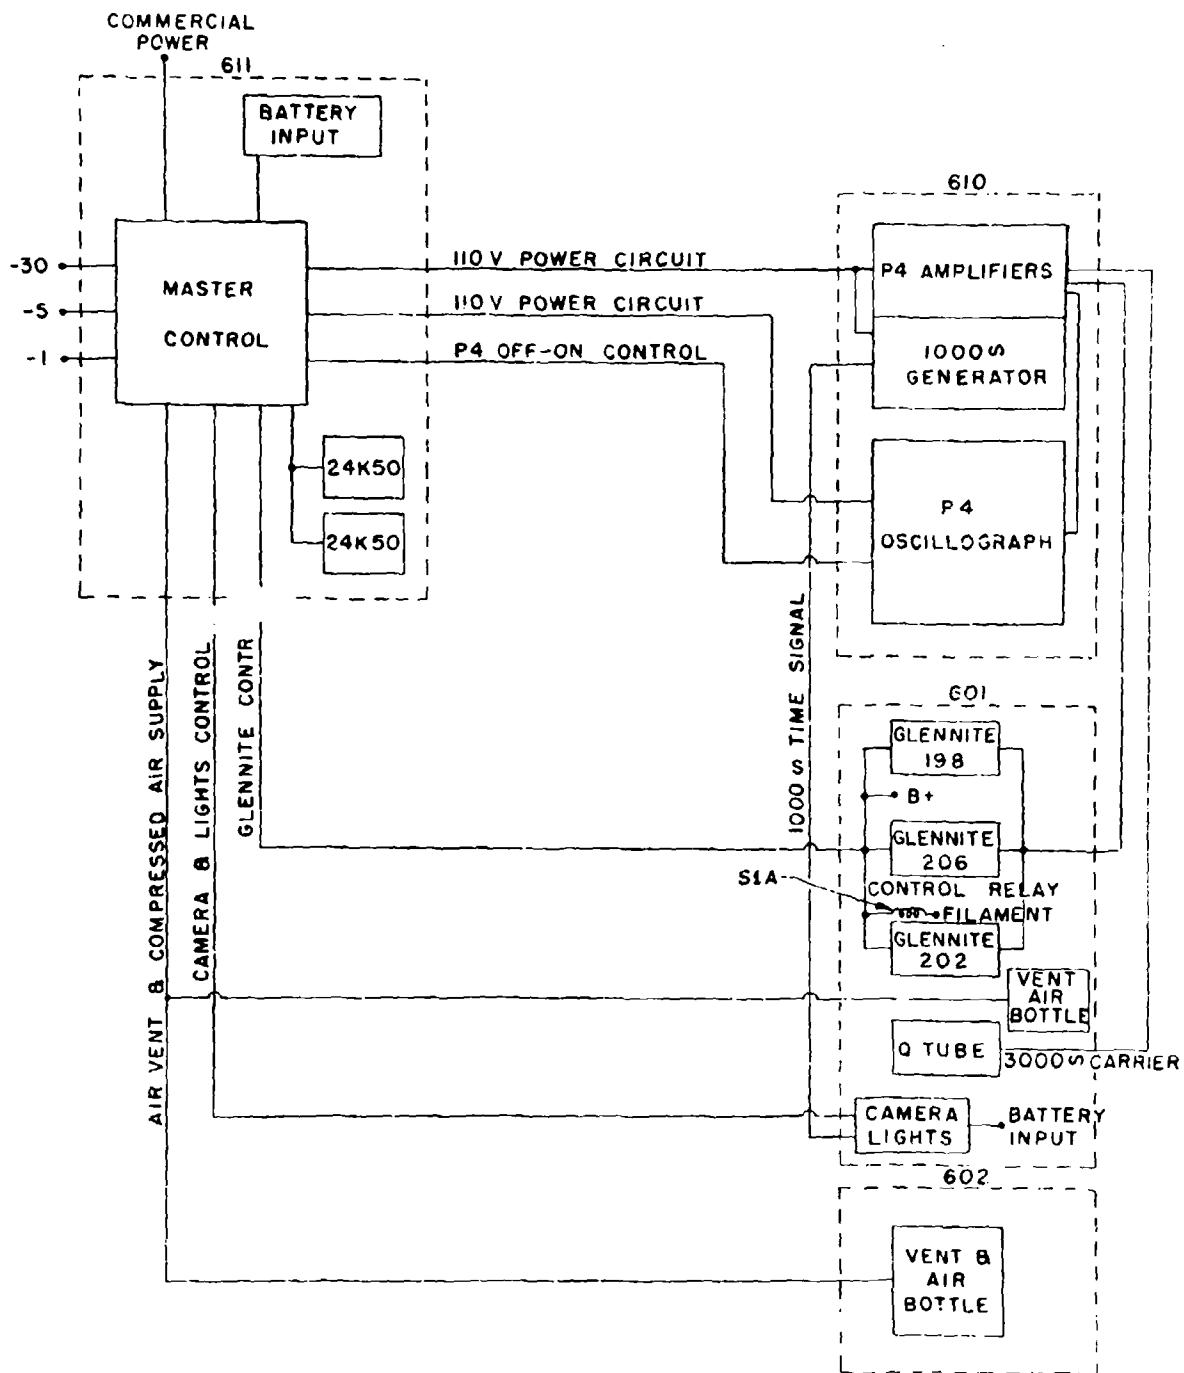 COMMERCIAL
POWER
611
BATTERY
INPUT
-30
-5
-1
MASTER
CONTROL
110 V POWER CIRCUIT
110 V POWER CIRCUIT
P4 OFF-ON CONTROL
24K50
24K50
610
P4 AMPLIFIERS
1000 ∽
GENERATOR
P4
OSCILLOGRAPH
AIR VENT & COMPRESSED AIR SUPPLY
CAMERA & LIGHTS CONTROL
GLENNITE CONTR
1000 ∽ TIME SIGNAL
601
GLENNITE
198
B+
GLENNITE
206
S1A
CONTROL RELAY
FILAMENT
GLENNITE
202
VENT
AIR
BOTTLE
Q TUBE
3000 ∽ CARRIER
CAMERA
LIGHTS
BATTERY
INPUT
602
VENT &
AIR
BOTTLE